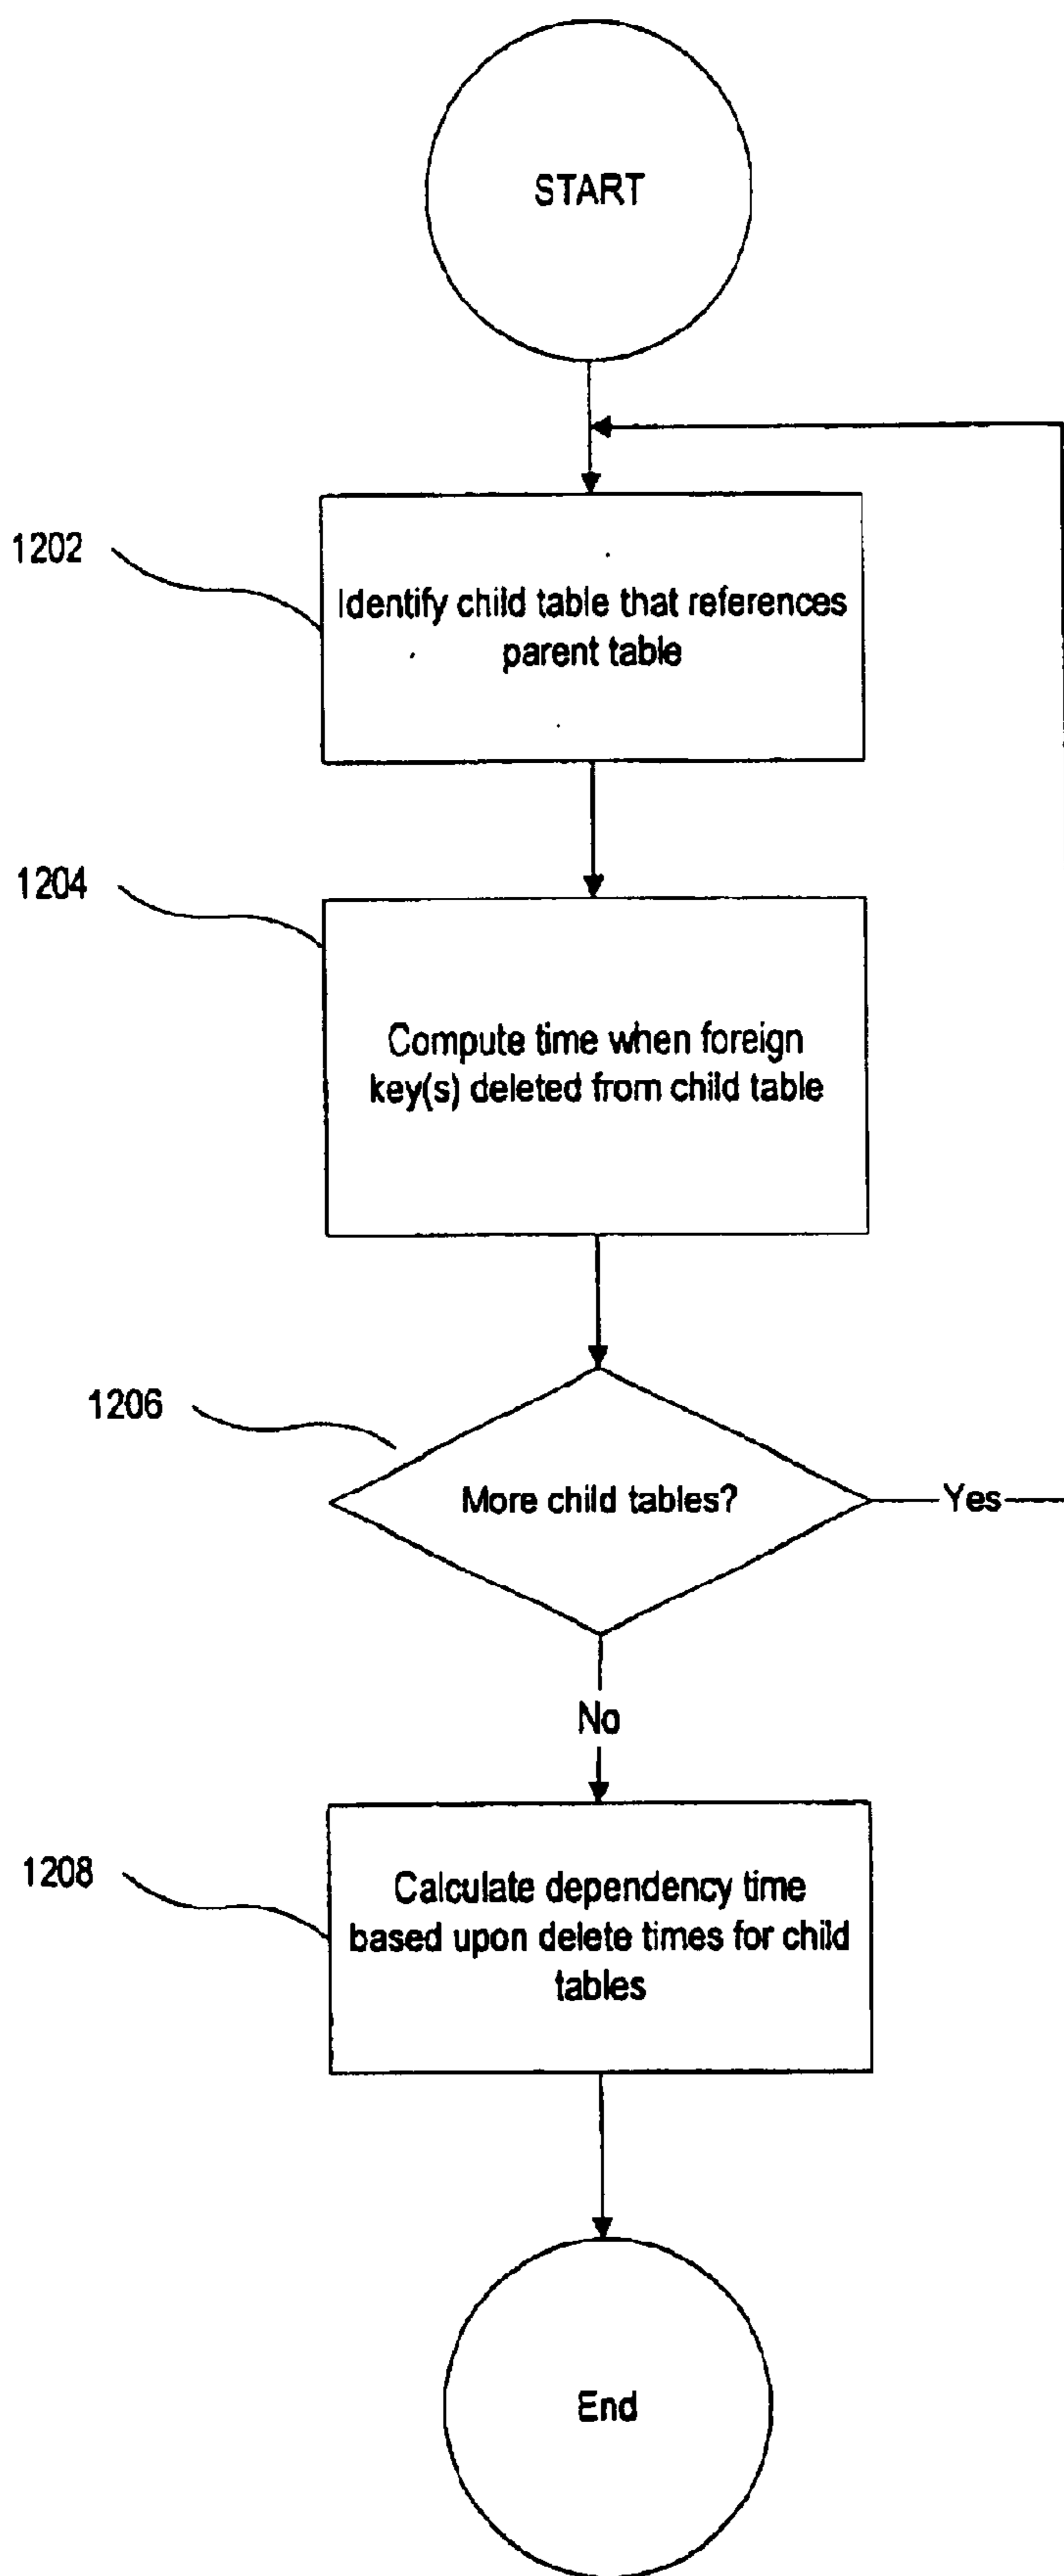 START
1202
Identify child table that references
parent table
1204
Compute time when foreign
key(s) deleted from child table
1206
More child tables?
Yes
No
1208
Calculate dependency time
based upon delete times for child
tables
End